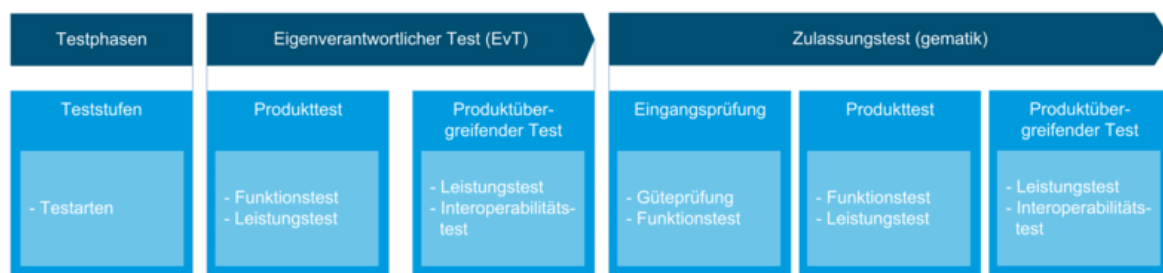 Testphasen
Eigenverantwortlicher Test (EvT)
Zulassungstest (gematik)
Teststufen
- Testarten
Produkttest
- Funktionstest
- Leistungstest
Produktüber-
greifender Test
- Leistungstest
- Interoperabilitäts-
test
Eingangsprüfung
- Güteprüfung
- Funktionstest
Produkttest
- Funktionstest
- Leistungstest
Produktüber-
greifender Test
- Leistungstest
- Interoperabilitäts-
test